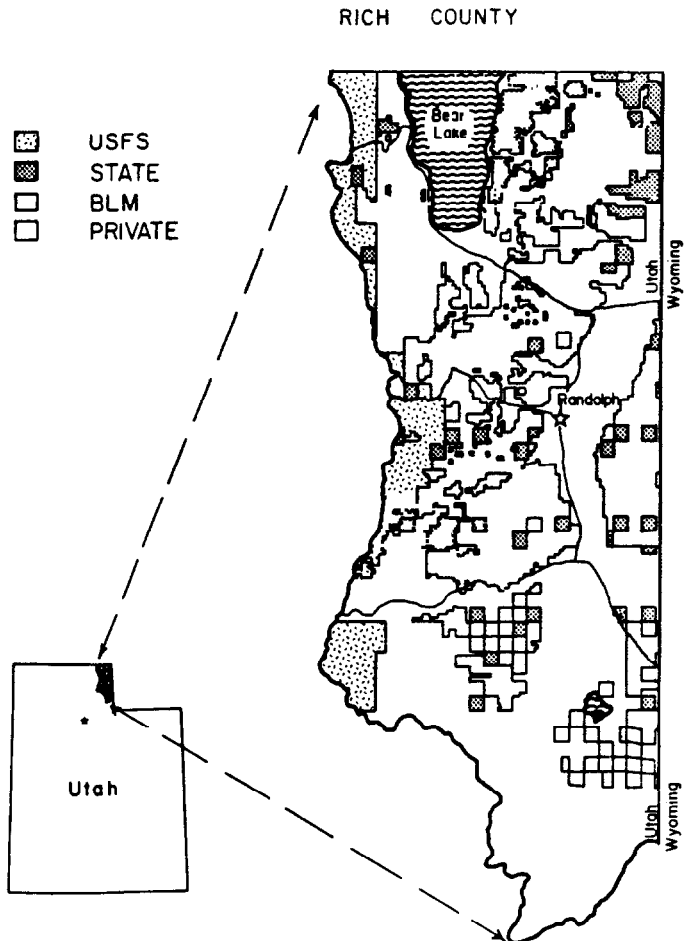 RICH COUNTY
USFS
STATE
BLM
PRIVATE
Bear
Lake
Utah
Wyoming
Randolph
Utah
Utah
Wyoming